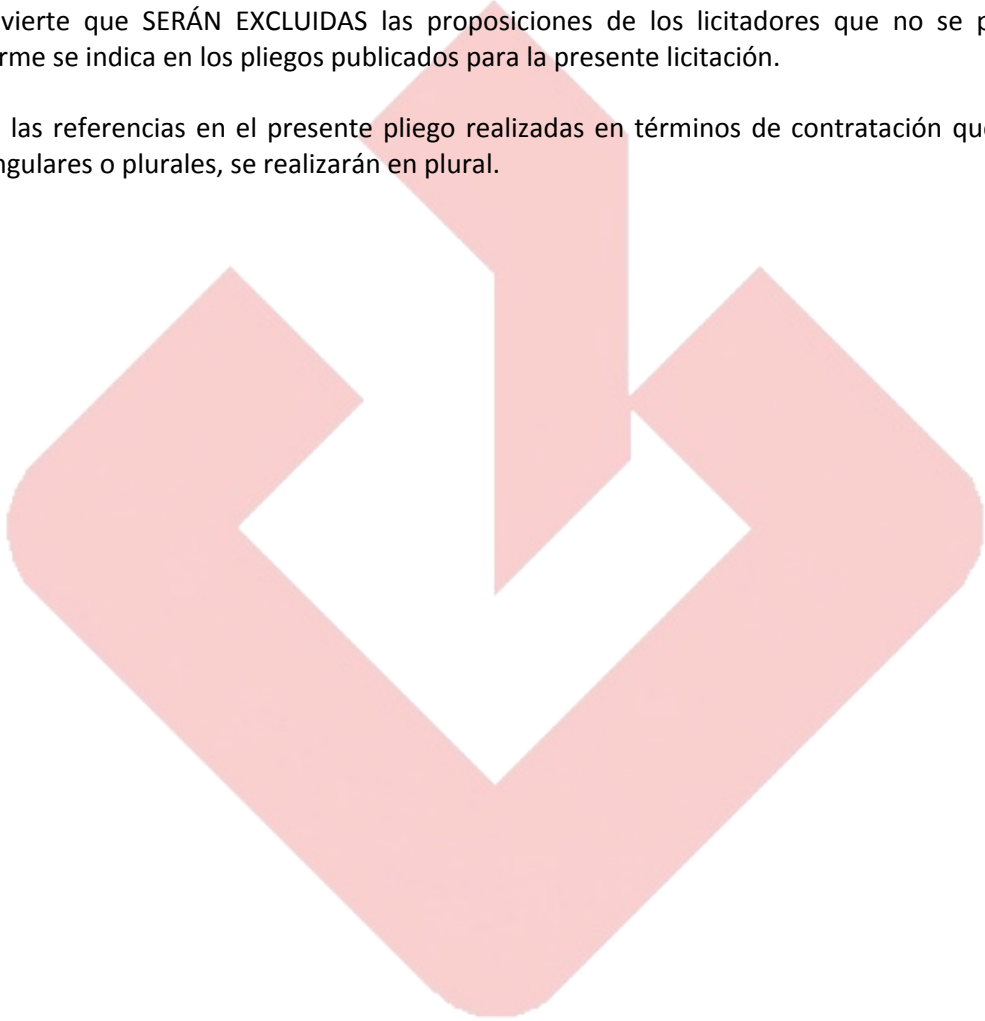 vierte que SERÁN EXCLUIDAS las proposiciones de los licitadores que no se p
rme se indica en los pliegos publicados para la presente licitación.
las referencias en el presente pliego realizadas en términos de contratación que
ngulares o plurales, se realizarán en plural.